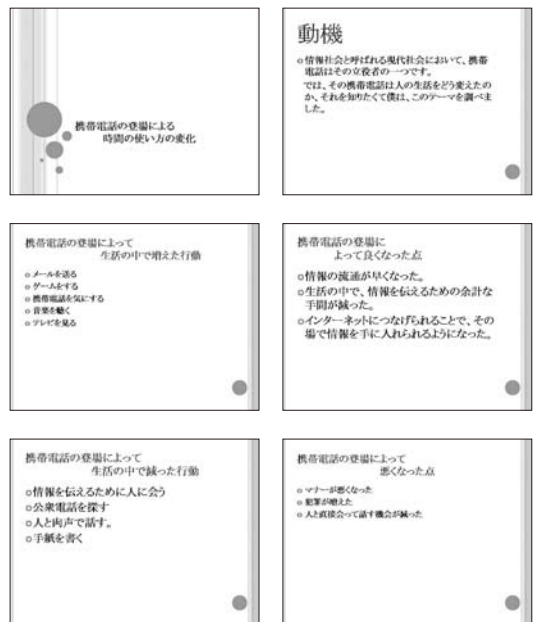 携帯電話の登場による
時間の使い方の変化
動機
情報社会と呼ばれる現代社会において、携帯
電話はその立役者の一つです。
では、その携帯電話は人の生活をどう変えたの
か、それを知りたくて僕は、このテーマを調べま
した。
携帯電話の登場によって
生活の中で増えた行動
メールを送る
ゲームをする
携帯電話を気にする
音楽を聴く
テレビを見る
携帯電話の登場に
よって良くなった点
情報の流通が早くなった。
生活の中で、情報を伝えるための余計な
手間が減った。
インターネットにつなげられることで、その
場で情報を手に入れられるようになった。
携帯電話の登場によって
生活の中で減った行動
情報を伝えるために人に会う
公衆電話を探す
人と肉声で話す。
手紙を書く
携帯電話の登場によって
悪くなった点
マナーが悪くなった
犯罪が増えた
人と直接会って話す機会が減った